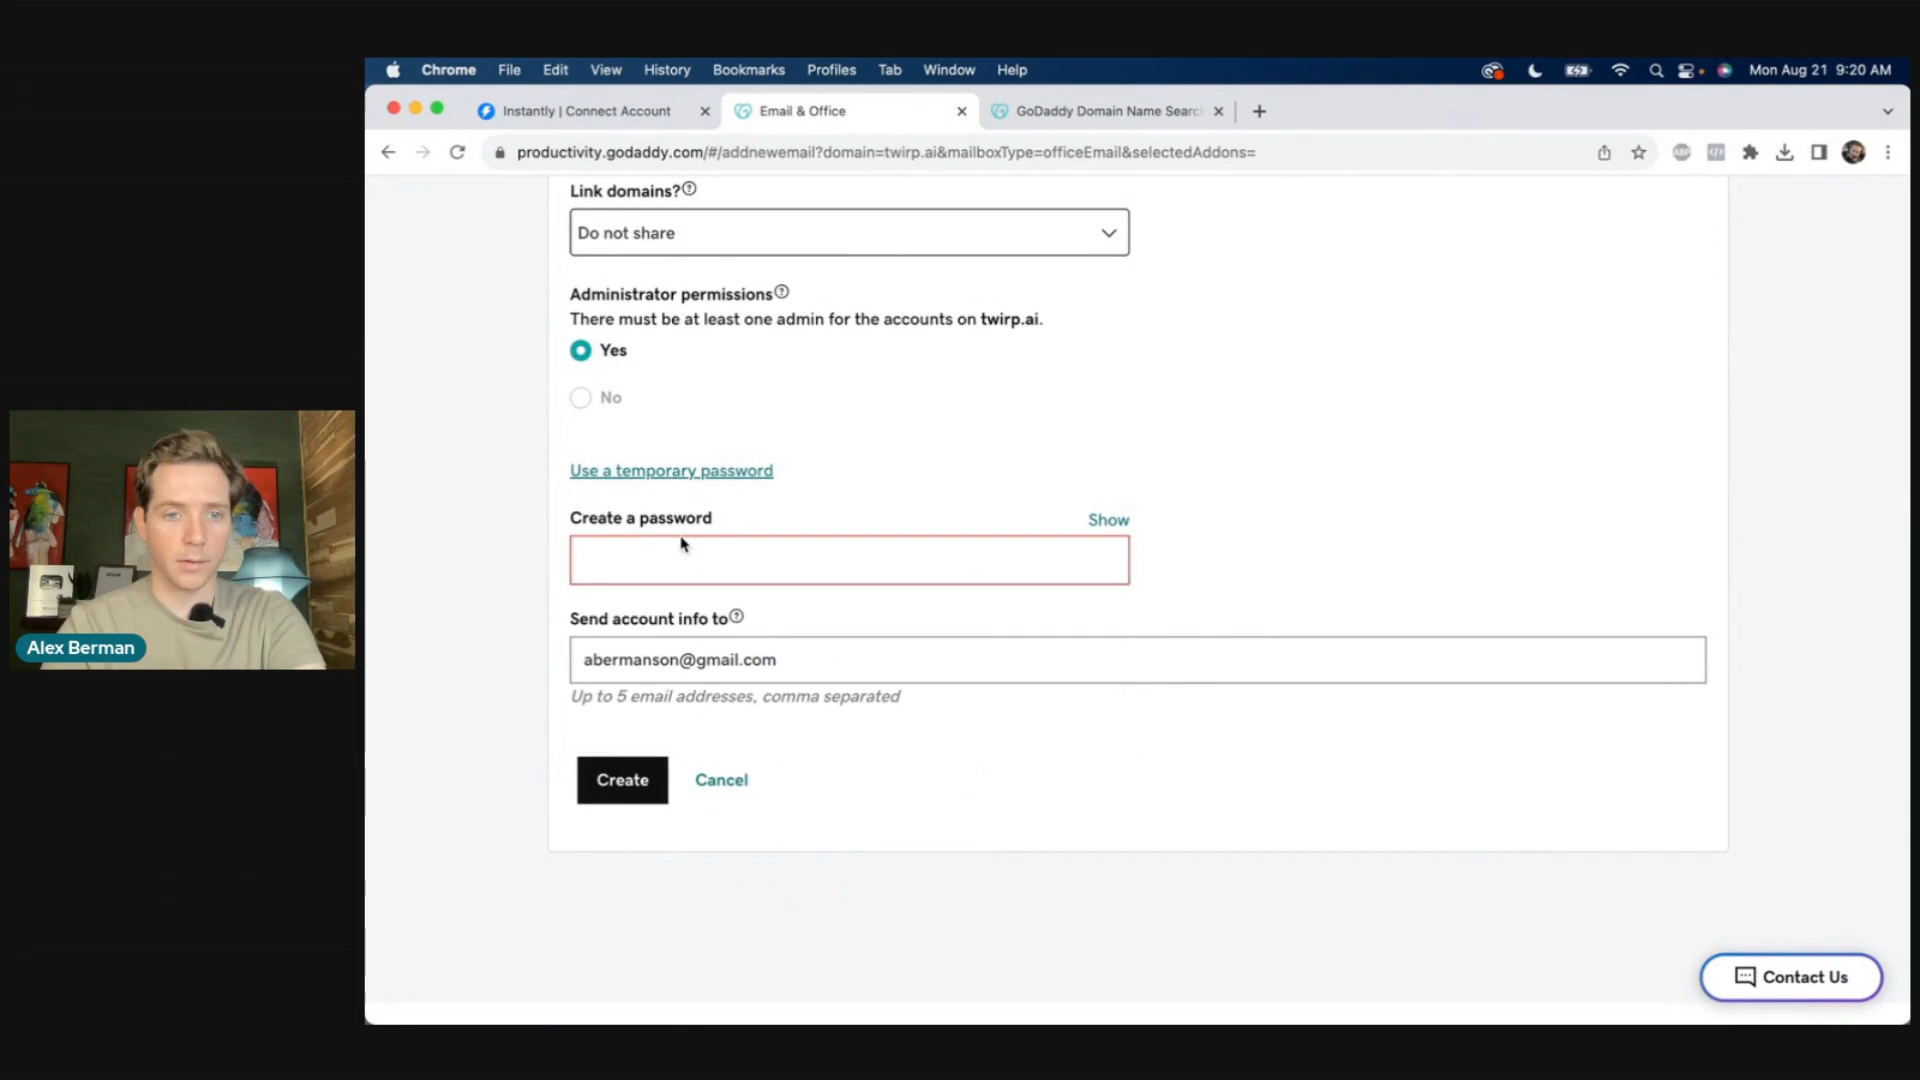 Chrome File Edit View History Bookmarks Profiles Tab Window Help Mon Aug 21 9:20 AM
Instantly | Connect Account Email & Office GoDaddy Domain Name Searc
productivity.godaddy.com/#/addnewemail?domain=twirp.ai&mailboxType=officeEmail&selectedAddons=
ABP
Link domains?
Do not share
Administrator permissions
There must be at least one admin for the accounts on twirp.ai.
Yes
No
Use a temporary password
Create a password Show
Send account info to
abermanson@gmail.com
Up to 5 email addresses, comma separated
Create Cancel
Alex Berman
Contact Us